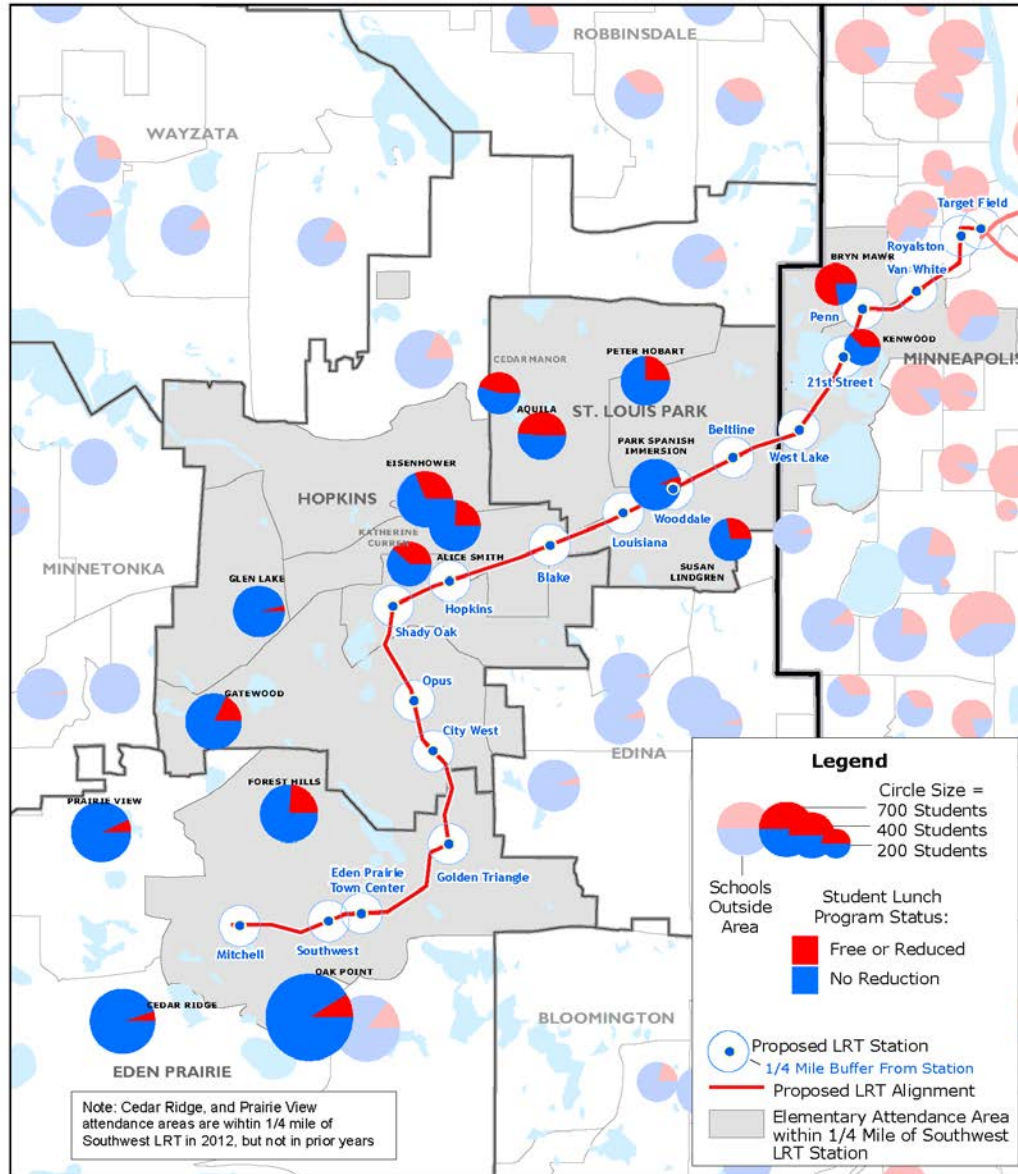 ROBBINSDALE
WAYZATA
Target Field
Royalston
Van White
BRYN MAWR
Penn
KENWOOD
MINNEAPOLIS
21st Street
CEDAR MANOR
PETER HOBART
ST. LOUIS PARK
AQUILA
Beltline
West Lake
PARK SPANISH
IMMERSION
EISENHOWER
HOPKINS
Wooddale
Louisiana
KATHERINE
CURREN
ALICE SMITH
Blake
SUSAN
LINDGREN
MINNETONKA
GLEN LAKE
Hopkins
Shady Oak
Opus
GATEWOOD
City West
EDINA
FOREST HILLS
PRAIRIE VIEW
Golden Triangle
Eden Prairie
Town Center
Mitchell
Southwest
OAK POINT
CEDAR RIDGE
BLOOMINGTON
EDEN PRAIRIE
Note: Cedar Ridge, and Prairie View
attendance areas are wihtin 1/4 mile of
Southwest LRT in 2012, but not in prior years
Legend
Circle Size =
700 Students
400 Students
200 Students
Schools
Outside
Area
Student Lunch
Program Status:
Free or Reduced
No Reduction
Proposed LRT Station
1/4 Mile Buffer From Station
Proposed LRT Alignment
Elementary Attendance Area
within 1/4 Mile of Southwest
LRT Station